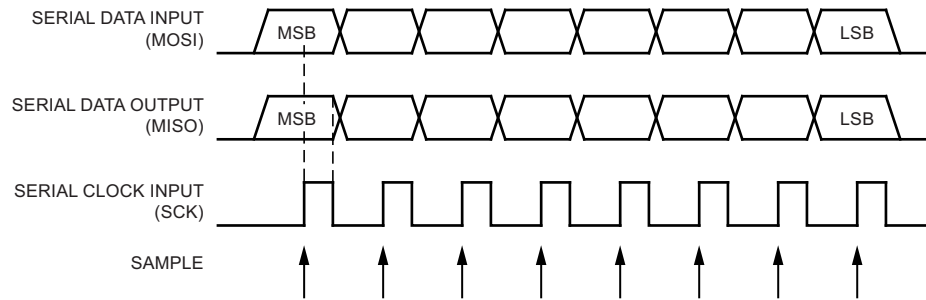 SERIAL DATA INPUT
(MOSI)
MSB
LSB
SERIAL DATA OUTPUT
(MISO)
MSB
LSB
SERIAL CLOCK INPUT
(SCK)
SAMPLE